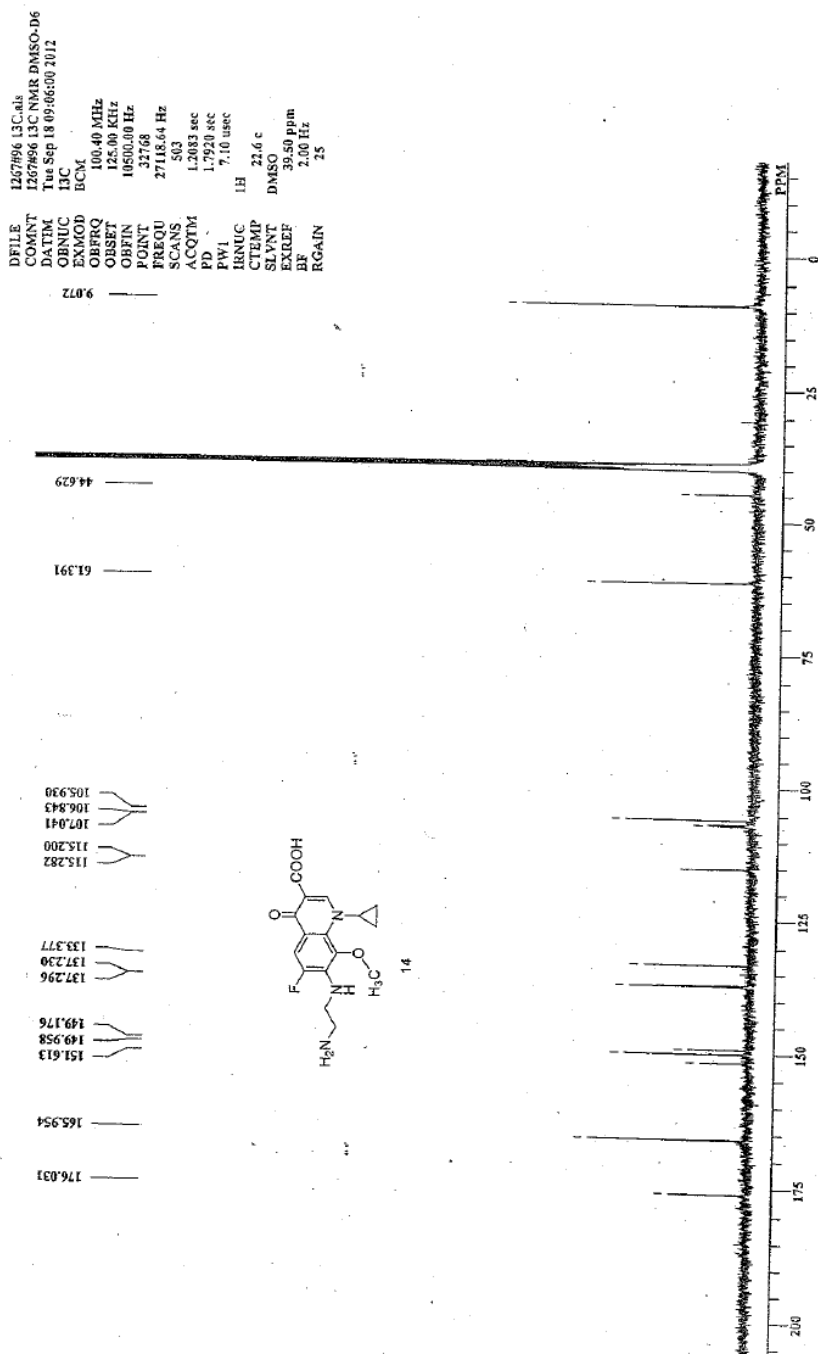 DFILE 1267#96 13C.als
COMNT 1267#96 13C NMR DMSO-D6
DATIM Tue Sep 18 09:06:00 2012
OBNUC 13C
EXMOD BCM
OBFRQ 100.40 MHz
OBSET 125.00 KHz
OBFIN 10500.00 Hz
POINT 32768
FREQU 27118.64 Hz
SCANS 503
ACQTM 1.2083 sec
PD 1.7920 sec
PW1 7.10 usec
IRNUC 1H
CTEMP 22.6 c
SLVNT DMSO
EXREF 39.50 ppm
BF 2.00 Hz
RGAIN 25
176.031
165.954
151.613
149.958
149.176
137.296
137.230
133.377
115.282
115.200
107.041
106.843
105.930
61.391
44.629
9.072
O
COOH
F
N
N
H
O
H₃C
H₂N
14
200
175
150
125
100
75
50
25
0
PPM